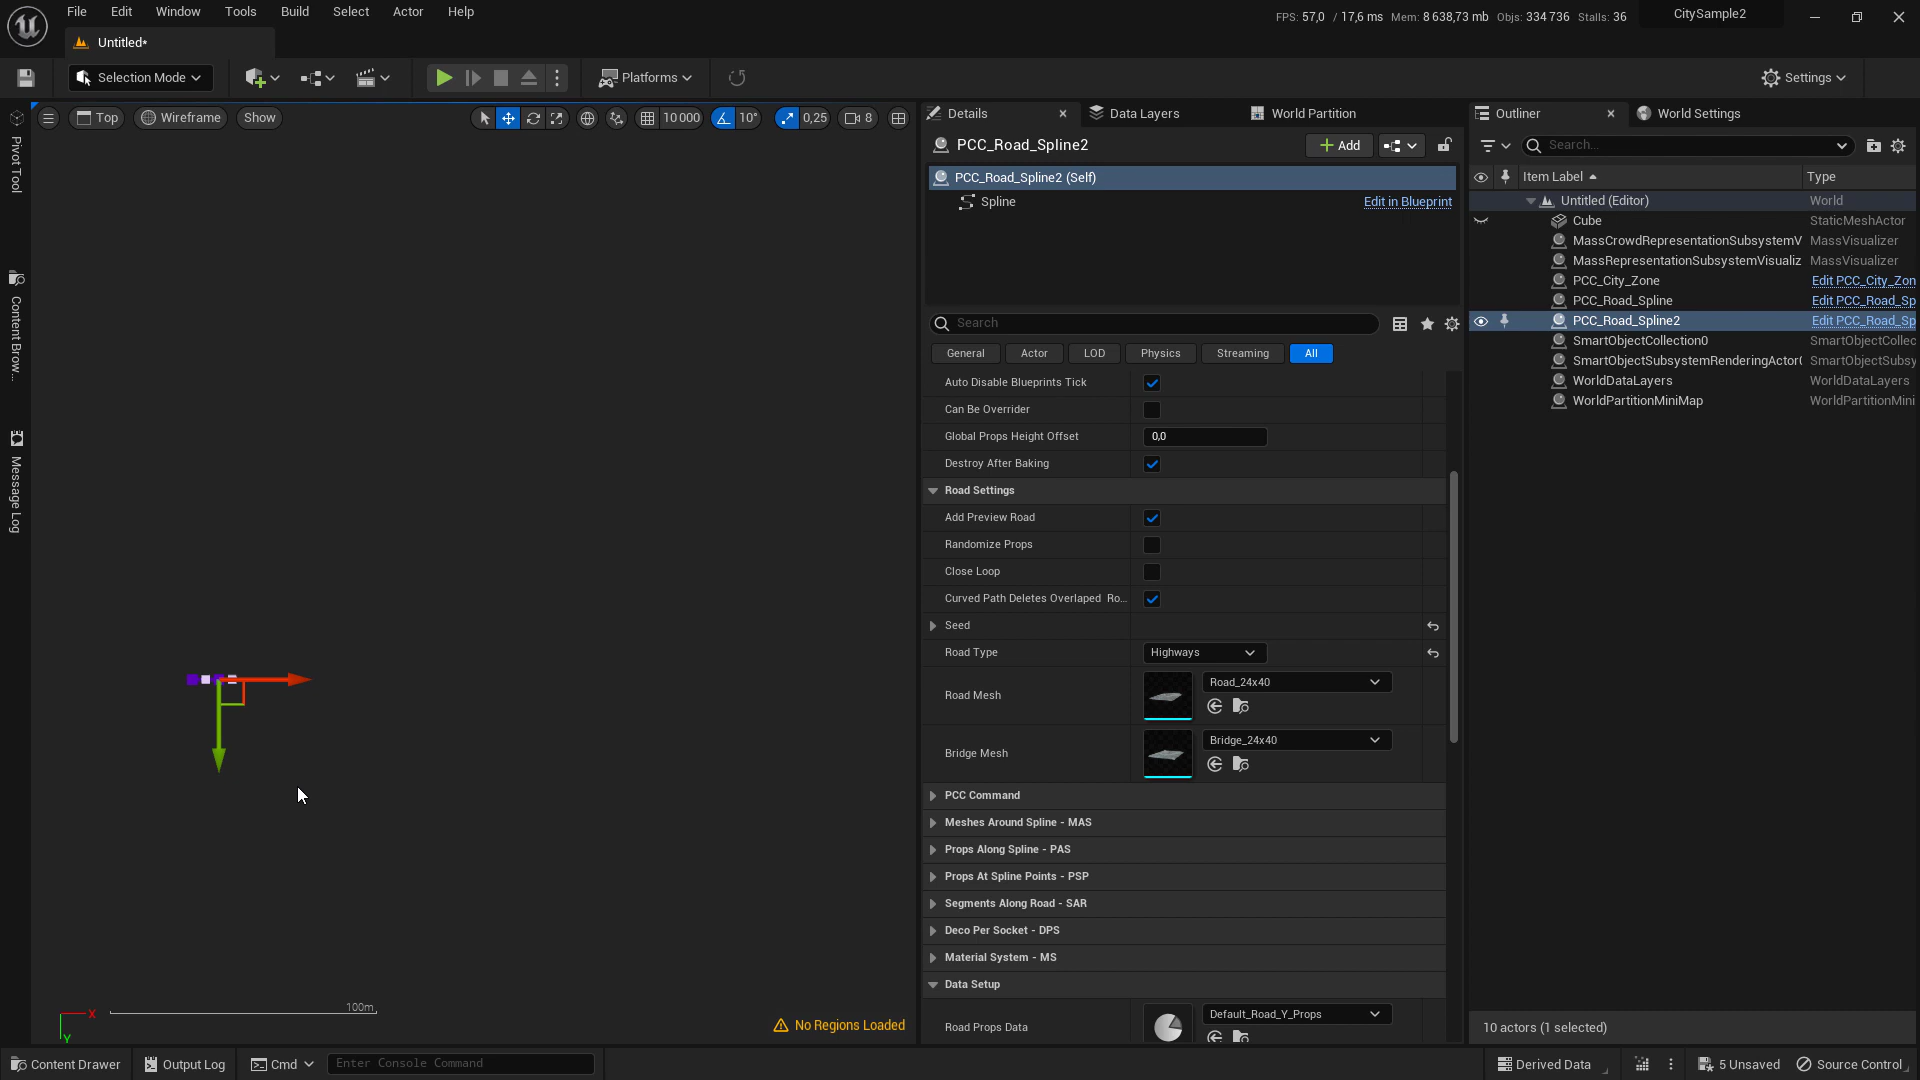 File Edit Window Tools Build Select Actor Help
FPS: 57,0 / 17,6 ms Mem: 8 638,73 mb Objs: 334 736 Stalls: 36
CitySample2
Untitled*
Selection Mode
Platforms
Settings
Top Wireframe Show
10 000 10° 0,25 8
Pivot Tool
Content Brow...
Message Log
100m
X
Y
No Regions Loaded
Details Data Layers World Partition
PCC_Road_Spline2
Add
PCC_Road_Spline2 (Self)
Spline Edit in Blueprint
Search
General Actor LOD Physics Streaming All
Auto Disable Blueprints Tick
Can Be Overrider
Global Props Height Offset 0,0
Destroy After Baking
Road Settings
Add Preview Road
Randomize Props
Close Loop
Curved Path Deletes Overlaped Ro...
Seed
Road Type Highways
Road Mesh Road_24x40
Bridge Mesh Bridge_24x40
PCC Command
Meshes Around Spline - MAS
Props Along Spline - PAS
Props At Spline Points - PSP
Segments Along Road - SAR
Deco Per Socket - DPS
Material System - MS
Data Setup
Road Props Data Default_Road_Y_Props
Outliner World Settings
Search...
Item Label Type
Untitled (Editor) World
Cube StaticMeshActor
MassCrowdRepresentationSubsystemV MassVisualizer
MassRepresentationSubsystemVisualiz MassVisualizer
PCC_City_Zone Edit PCC_City_Zon
PCC_Road_Spline Edit PCC_Road_Sp
PCC_Road_Spline2 Edit PCC_Road_Sp
SmartObjectCollection0 SmartObjectCollec
SmartObjectSubsystemRenderingActor( SmartObjectSubsy
WorldDataLayers WorldDataLayers
WorldPartitionMiniMap WorldPartitionMini
10 actors (1 selected)
Content Drawer Output Log Cmd Enter Console Command
Derived Data 5 Unsaved Source Control